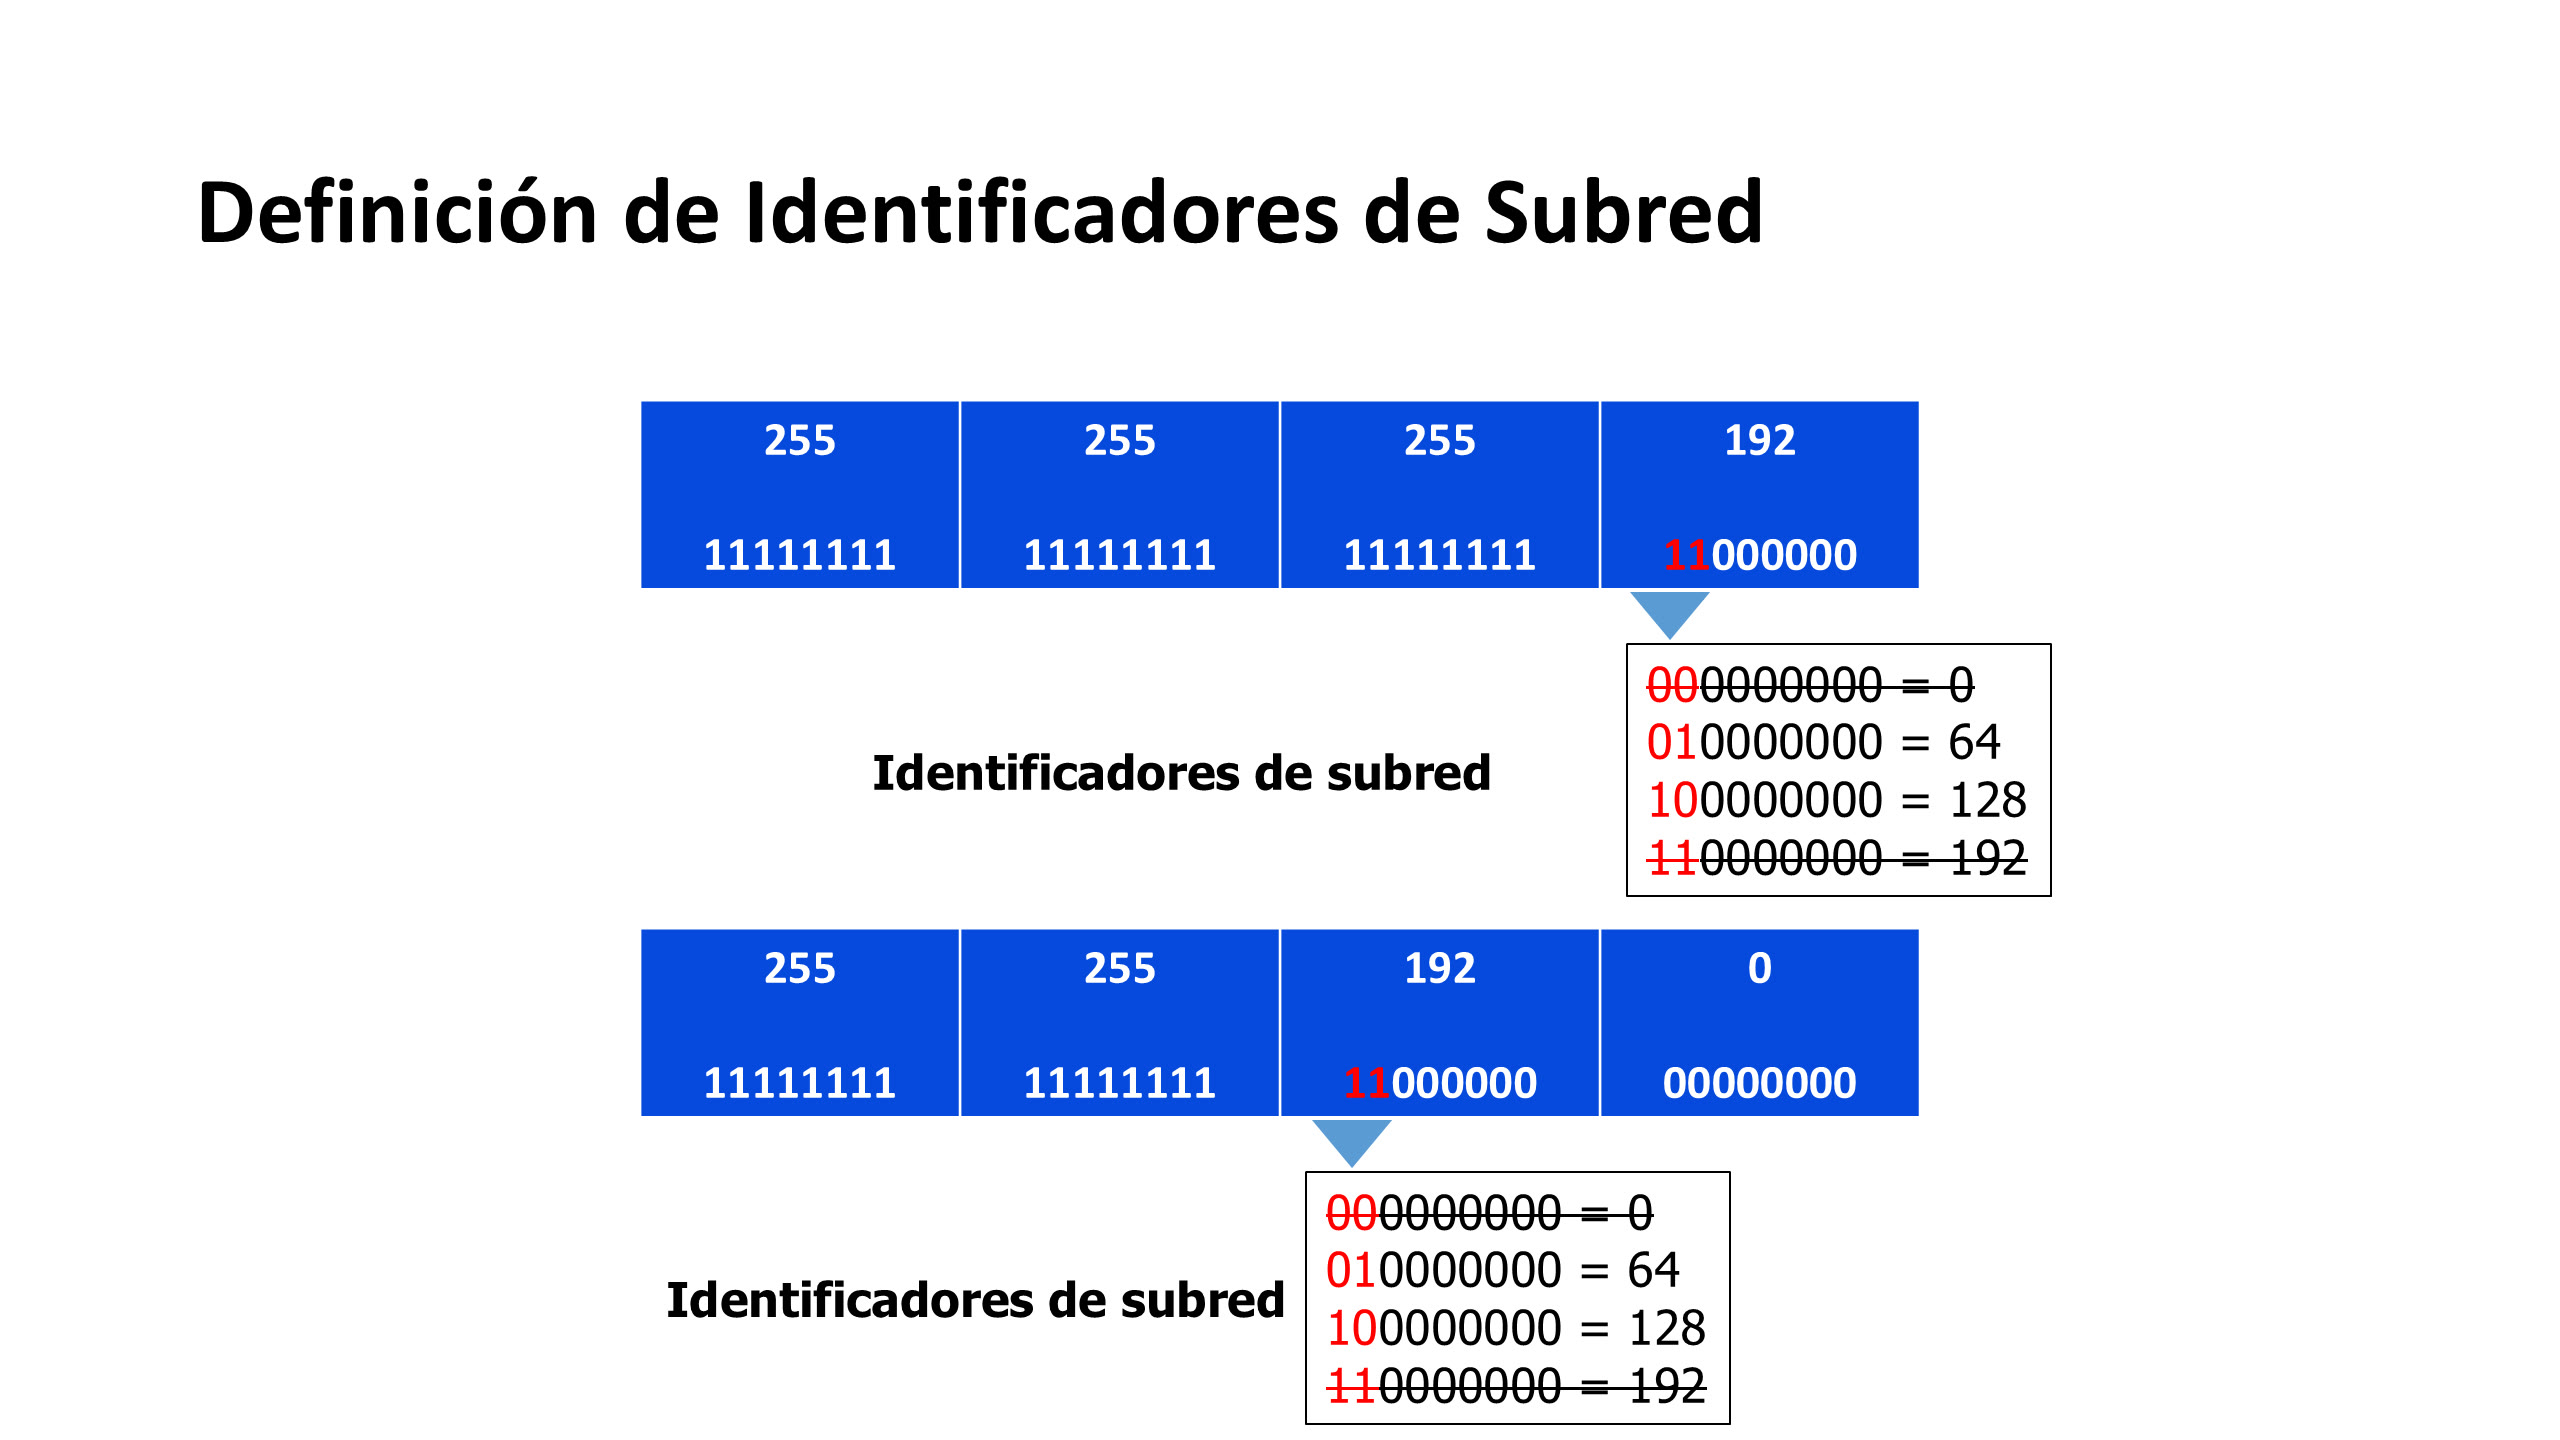 Definición de Identificadores de Subred
255 255 255 192
11111111 11111111 11111111 11000000
000000000 = 0
010000000 = 64
Identificadores de subred
100000000 = 128
110000000 = 192
255 255 192 0
11111111 11111111 11000000 00000000
000000000 = 0
010000000 = 64
Identificadores de subred
100000000 = 128
110000000 = 192